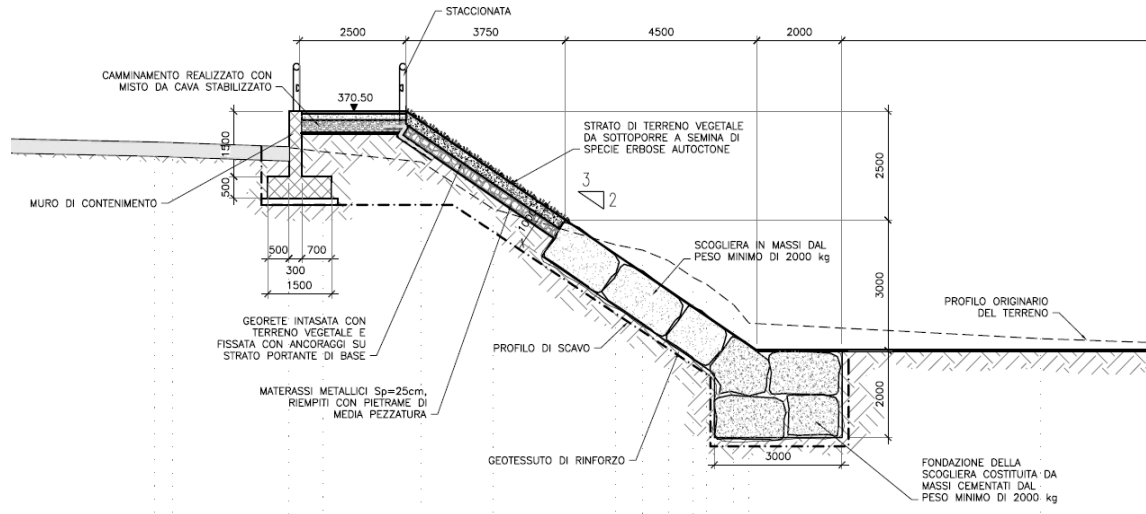 STACCIONATA
2500
3750
4500
2000
CAMMINAMENTO REALIZZATO CON
MISTO DA CAVA STABILIZZATO
370.50
STRATO DI TERRENO VEGETALE
DA SOTTOPORRE A SEMINA DI
SPECIE ERBOSE AUTOCTONE
1500
500
2500
3
2
MURO DI CONTENIMENTO
SCOGLIERA IN MASSI DAL
PESO MINIMO DI 2000 kg
500
700
300
1500
3000
PROFILO ORIGINARIO
DEL TERRENO
GEORETE INTASATA CON
TERRENO VEGETALE E
FISSATA CON ANCORAGGI SU
STRATO PORTANTE DI BASE
PROFILO DI SCAVO
MATERASSI METALLICI Sp=25cm,
RIEMPITI CON PIETRAME DI
MEDIA PEZZATURA
2000
GEOTESSUTO DI RINFORZO
3000
FONDAZIONE DELLA
SCOGLIERA COSTITUITA DA
MASSI CEMENTATI DAL
PESO MINIMO DI 2000 kg